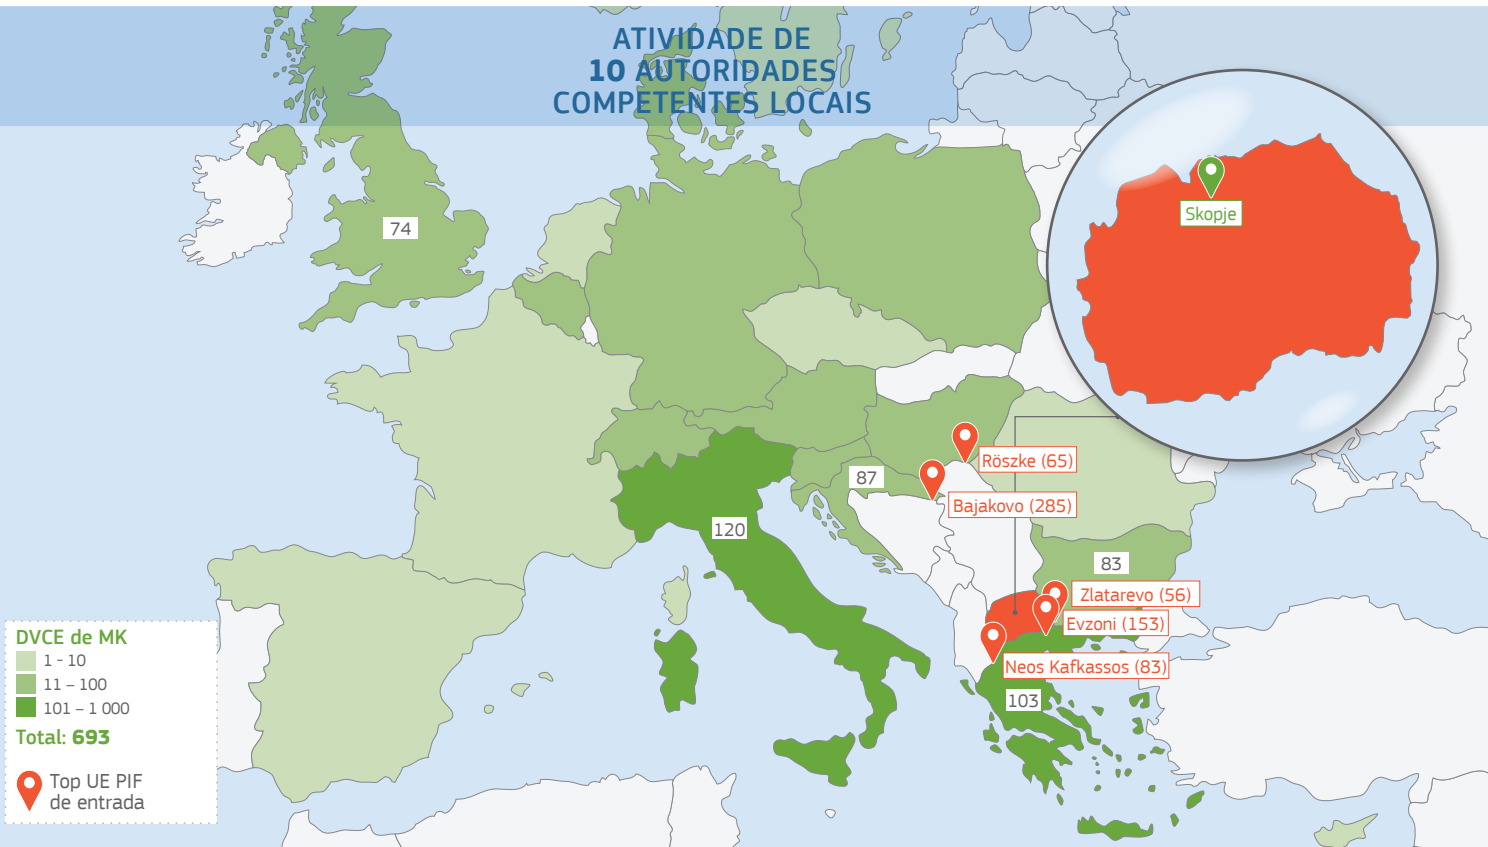 ATIVIDADE DE
10 AUTORIDADES
COMPETENTES LOCAIS
74
Skopje
Röszke (65)
87
Bajakovo (285)
120
83
Zlatarevo (56)
Evzoni (153)
Neos Kafkassos (83)
103
DVCE de MK
1 - 10
11 – 100
101 – 1 000
Total: 693
Top UE PIF
de entrada